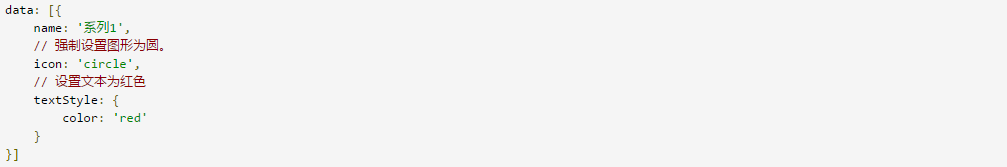 data: [{
    name: '系列1',
    // 强制设置图形为圆。
    icon: 'circle',
    // 设置文本为红色
    textStyle: {
        color: 'red'
    }
}]